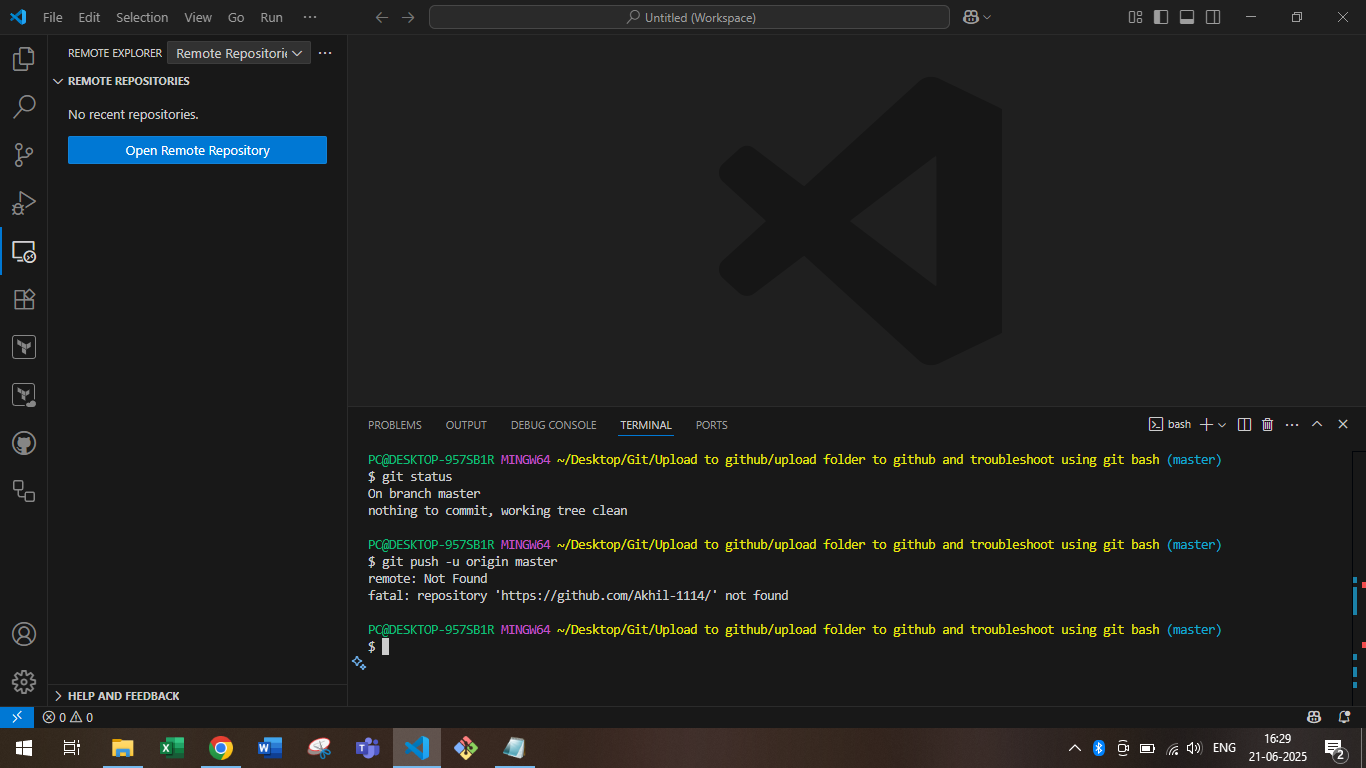 File Edit Selection View Go Run ···
Untitled (Workspace)
REMOTE EXPLORER Remote Repositorie ···
REMOTE REPOSITORIES
No recent repositories.
Open Remote Repository
PROBLEMS OUTPUT DEBUG CONSOLE TERMINAL PORTS
bash
PC@DESKTOP-957SB1R MINGW64 ~/Desktop/Git/Upload to github/upload folder to github and troubleshoot using git bash (master)
$ git status
On branch master
nothing to commit, working tree clean
PC@DESKTOP-957SB1R MINGW64 ~/Desktop/Git/Upload to github/upload folder to github and troubleshoot using git bash (master)
$ git push -u origin master
remote: Not Found
fatal: repository 'https://github.com/Akhil-1114/' not found
PC@DESKTOP-957SB1R MINGW64 ~/Desktop/Git/Upload to github/upload folder to github and troubleshoot using git bash (master)
$
HELP AND FEEDBACK
0 0
ENG
16:29
21-06-2025
2